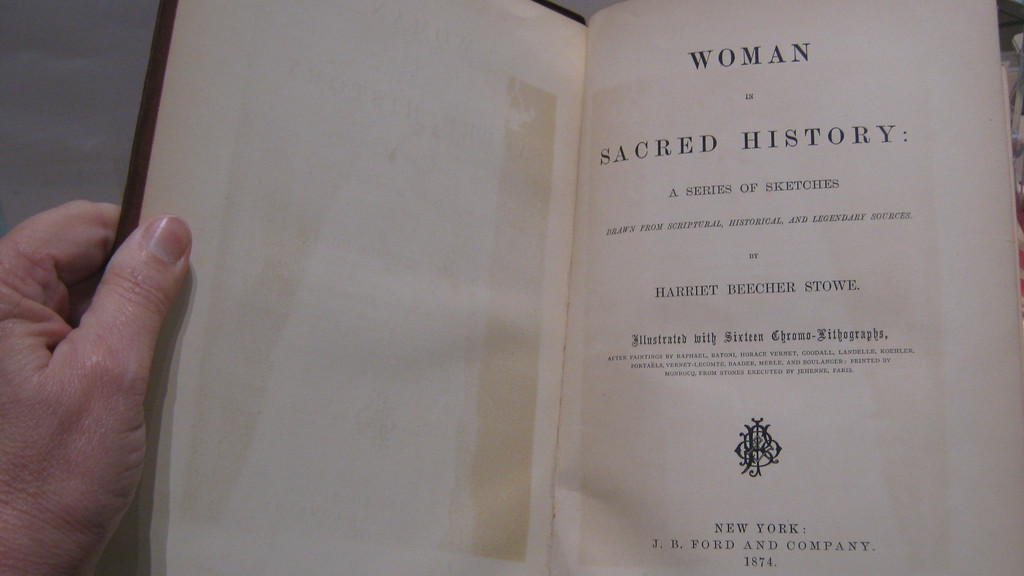 WOMAN
IN
SACRED HISTORY:
A SERIES OF SKETCHES
DRAWN FROM SCRIPTURAL, HISTORICAL, AND LEGENDARY SOURCES.
BY
HARRIET BEECHER STOWE.
Illustrated with Sixteen Chromo-Lithographs,
AFTER PAINTINGS BY RAPHAEL, BATONI, HORACE VERNET, GOODALL, LANDELLE, KOEHLER,
PORTAËLS, VERNET-LECOMTE, BAADER, MERLE, AND BOULANGER: PRINTED BY
MONROCQ, FROM STONES EXECUTED BY JEHENNE, PARIS.
NEW YORK:
J. B. FORD AND COMPANY.
1874.